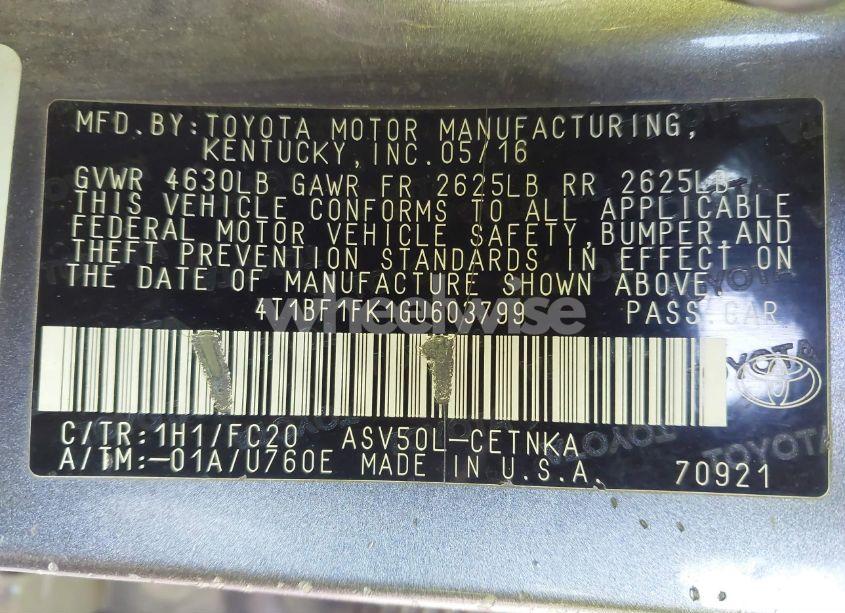 MFD.BY:TOYOTA MOTOR MANUFACTURING,
KENTUCKY,INC.05/16
GVWR 4630LB GAWR FR 2625LB RR 2625LB
THIS VEHICLE CONFORMS TO ALL APPLICABLE
FEDERAL MOTOR VEHICLE SAFETY,BUMPER,AND
THEFT PREVENTION STANDARDS IN EFFECT ON
THE DATE OF MANUFACTURE SHOWN ABOVE.
4T1BF1FK1GU603799 PASS CAR
wheelwise
TOYOTA
C/TR:1H1/FC20 ASV50L-CETNKA
A/TM:-01A/U760E MADE IN U.S.A. 70921